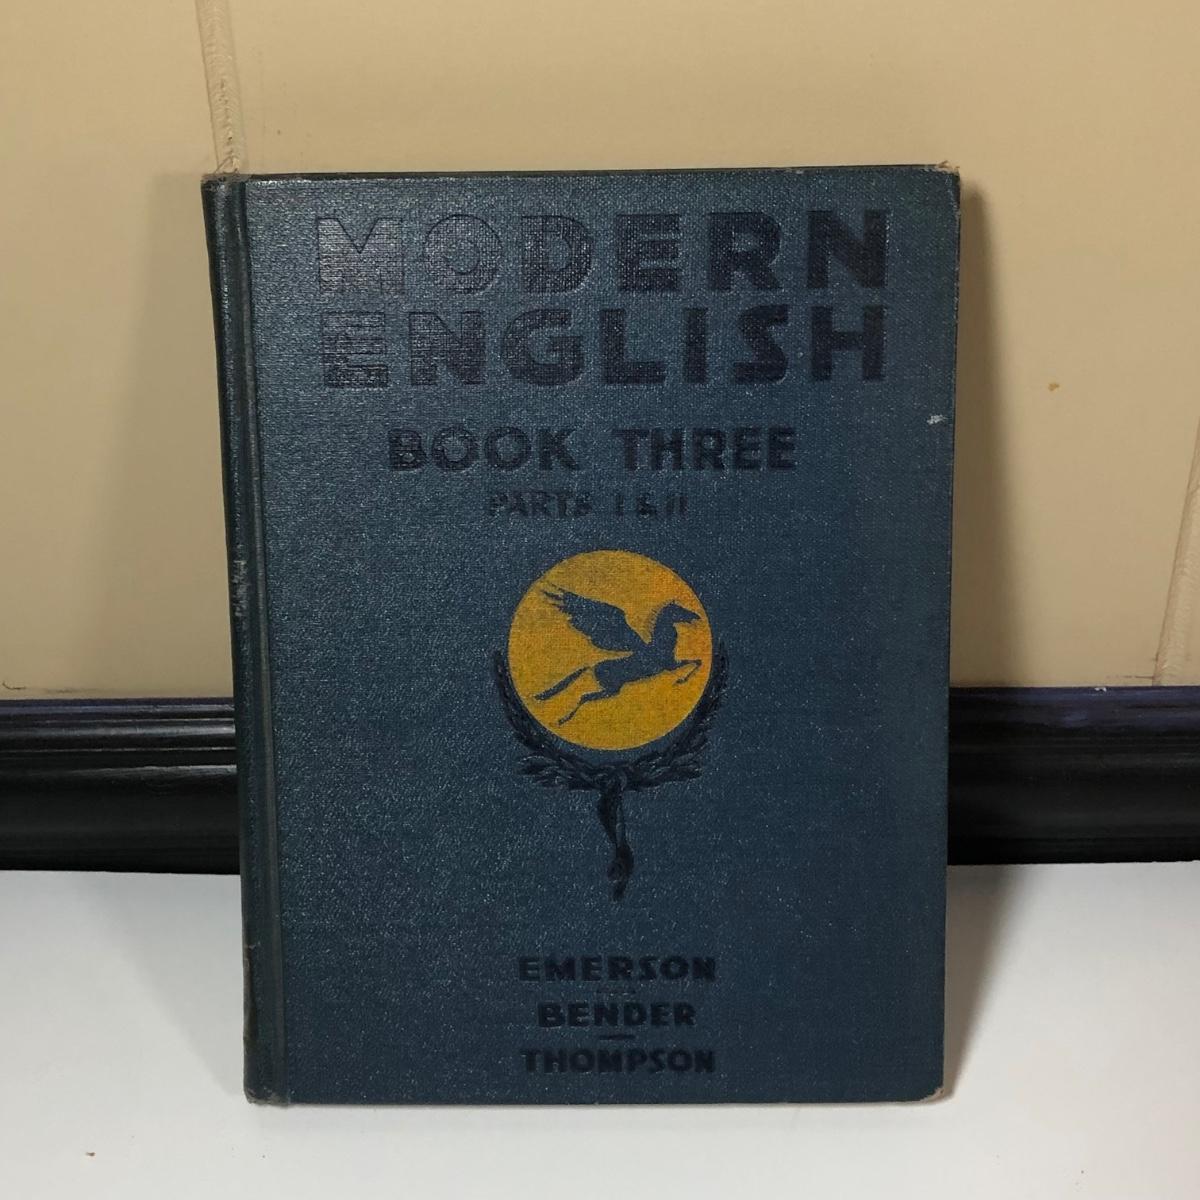 MODERN
ENGLISH
BOOK THREE
PARTS I & II
EMERSON
BENDER
THOMPSON